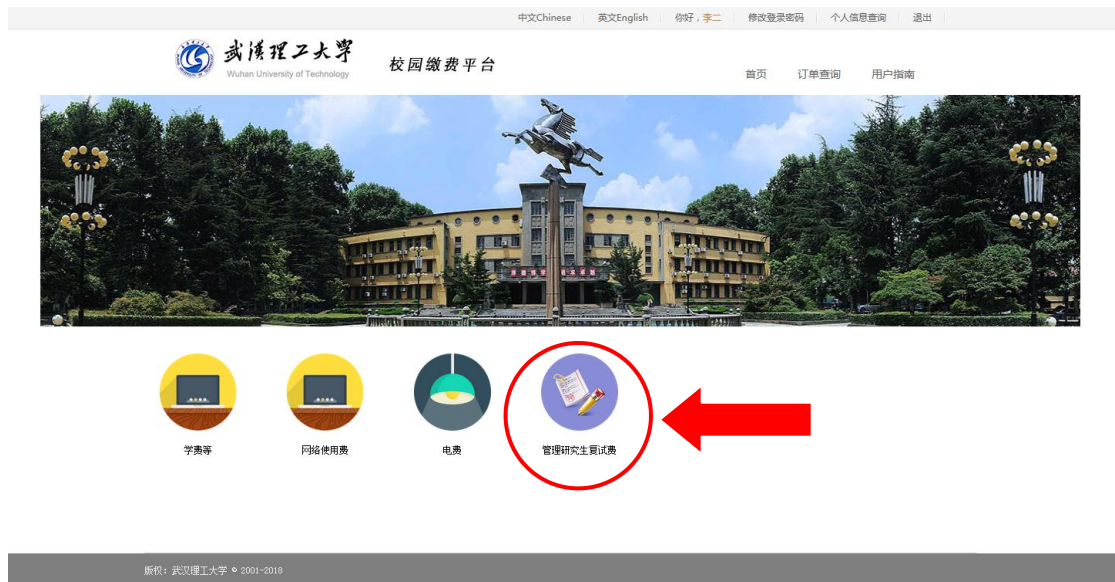 中文Chinese 英文English 你好，李二 修改登录密码 个人信息查询 退出
武汉理工大学
Wuhan University of Technology
校园缴费平台
首页 订单查询 用户指南
学费等 网络使用费 电费 管理研究生复试费
版权：武汉理工大学 © 2001-2018